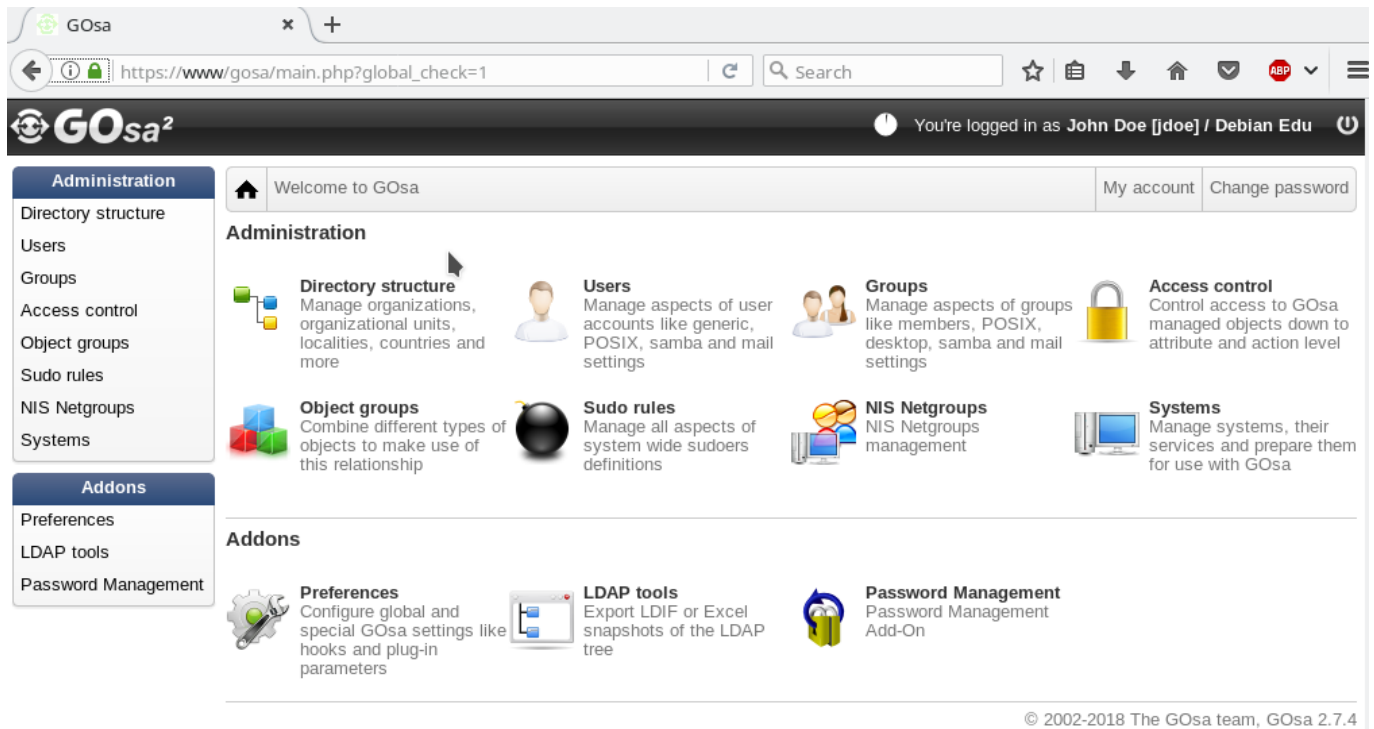 GOsa
https://www/gosa/main.php?global_check=1
Search
ABP
GOsa²
You're logged in as John Doe [jdoe] / Debian Edu
Administration
Directory structure
Users
Groups
Access control
Object groups
Sudo rules
NIS Netgroups
Systems
Addons
Preferences
LDAP tools
Password Management
Welcome to GOsa
My account
Change password
Administration
Directory structure
Manage organizations,
organizational units,
localities, countries and
more
Users
Manage aspects of user
accounts like generic,
POSIX, samba and mail
settings
Groups
Manage aspects of groups
like members, POSIX,
desktop, samba and mail
settings
Access control
Control access to GOsa
managed objects down to
attribute and action level
Object groups
Combine different types of
objects to make use of
this relationship
Sudo rules
Manage all aspects of
system wide sudoers
definitions
NIS Netgroups
NIS Netgroups
management
Systems
Manage systems, their
services and prepare them
for use with GOsa
Addons
Preferences
Configure global and
special GOsa settings like
hooks and plug-in
parameters
LDAP tools
Export LDIF or Excel
snapshots of the LDAP
tree
Password Management
Password Management
Add-On
© 2002-2018 The GOsa team, GOsa 2.7.4